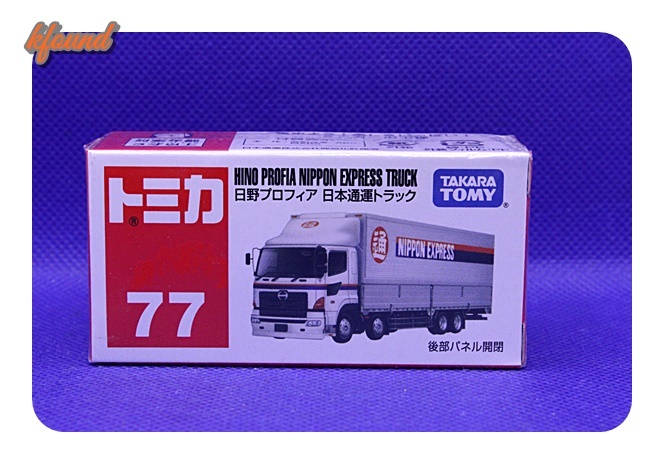 kfound
トミカ
®
77
HINO PROFIA NIPPON EXPRESS TRUCK
日野プロフィア 日本通運トラック
TAKARA
TOMY®
通
NIPPON EXPRESS
後部パネル開閉